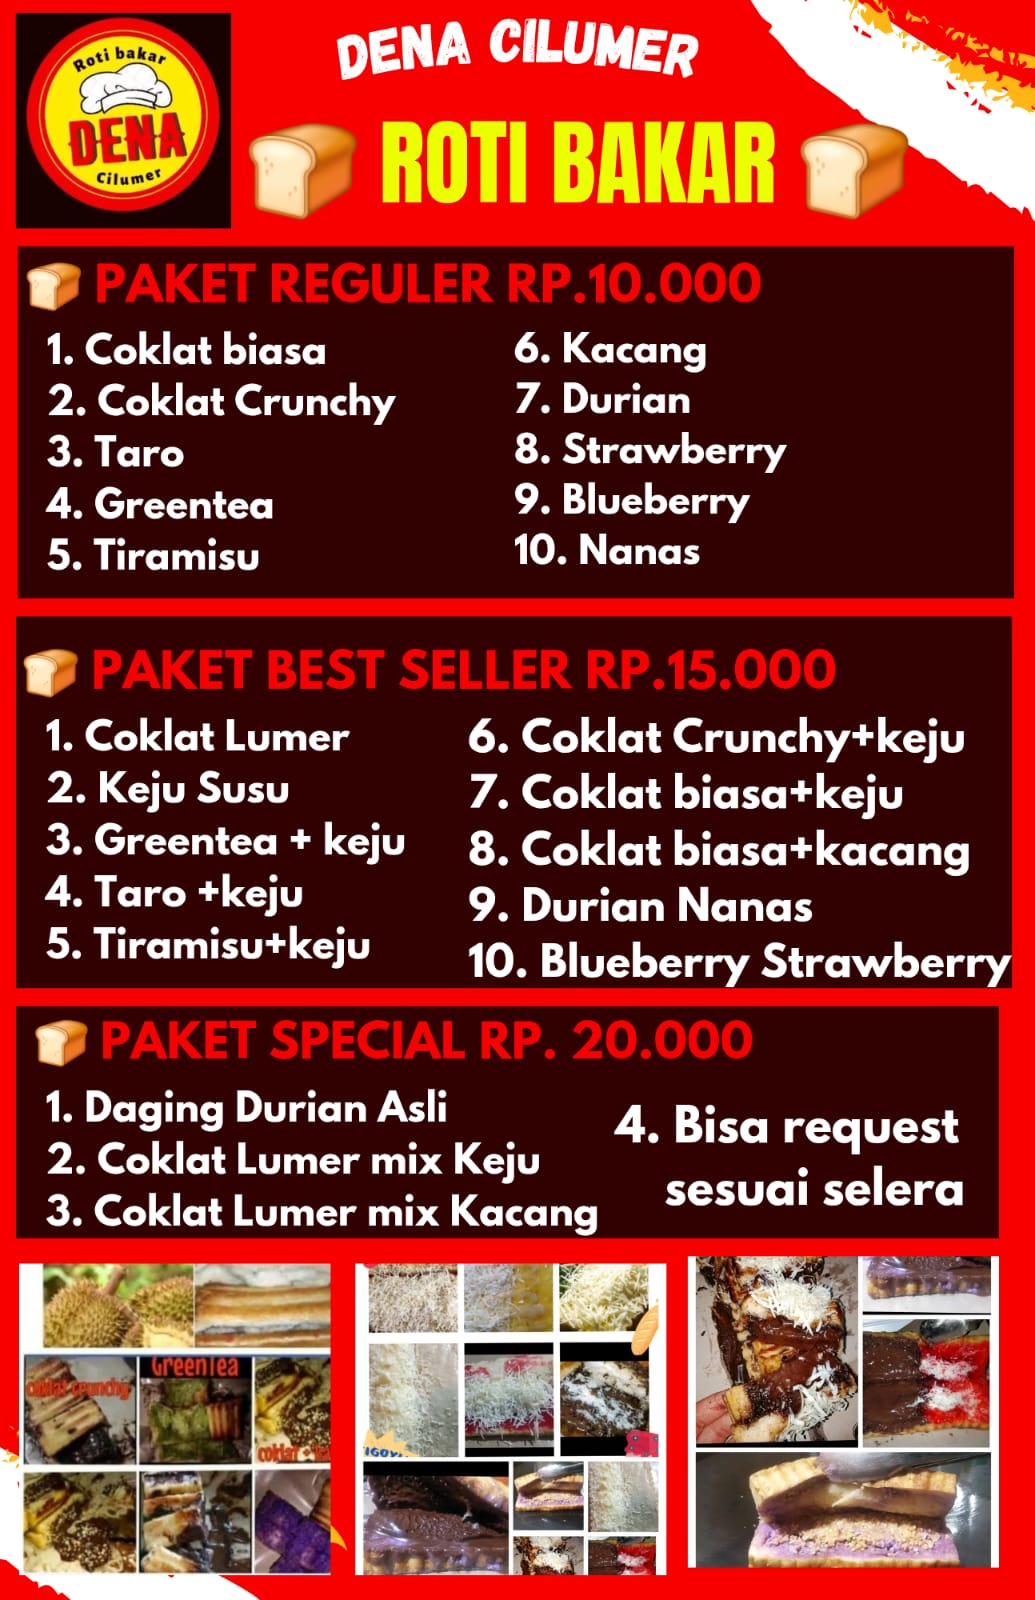 Roti bakar
DENA
Cilumer
DENA CILUMER
ROTI BAKAR
PAKET REGULER RP.10.000
1. Coklat biasa
2. Coklat Crunchy
3. Taro
4. Greentea
5. Tiramisu
6. Kacang
7. Durian
8. Strawberry
9. Blueberry
10. Nanas
PAKET BEST SELLER RP.15.000
1. Coklat Lumer
2. Keju Susu
3. Greentea + keju
4. Taro +keju
5. Tiramisu+keju
6. Coklat Crunchy+keju
7. Coklat biasa+keju
8. Coklat biasa+kacang
9. Durian Nanas
10. Blueberry Strawberry
PAKET SPECIAL RP. 20.000
1. Daging Durian Asli
2. Coklat Lumer mix Keju
3. Coklat Lumer mix Kacang
4. Bisa request
sesuai selera
GreenTea
coklat crunchy
coklat +